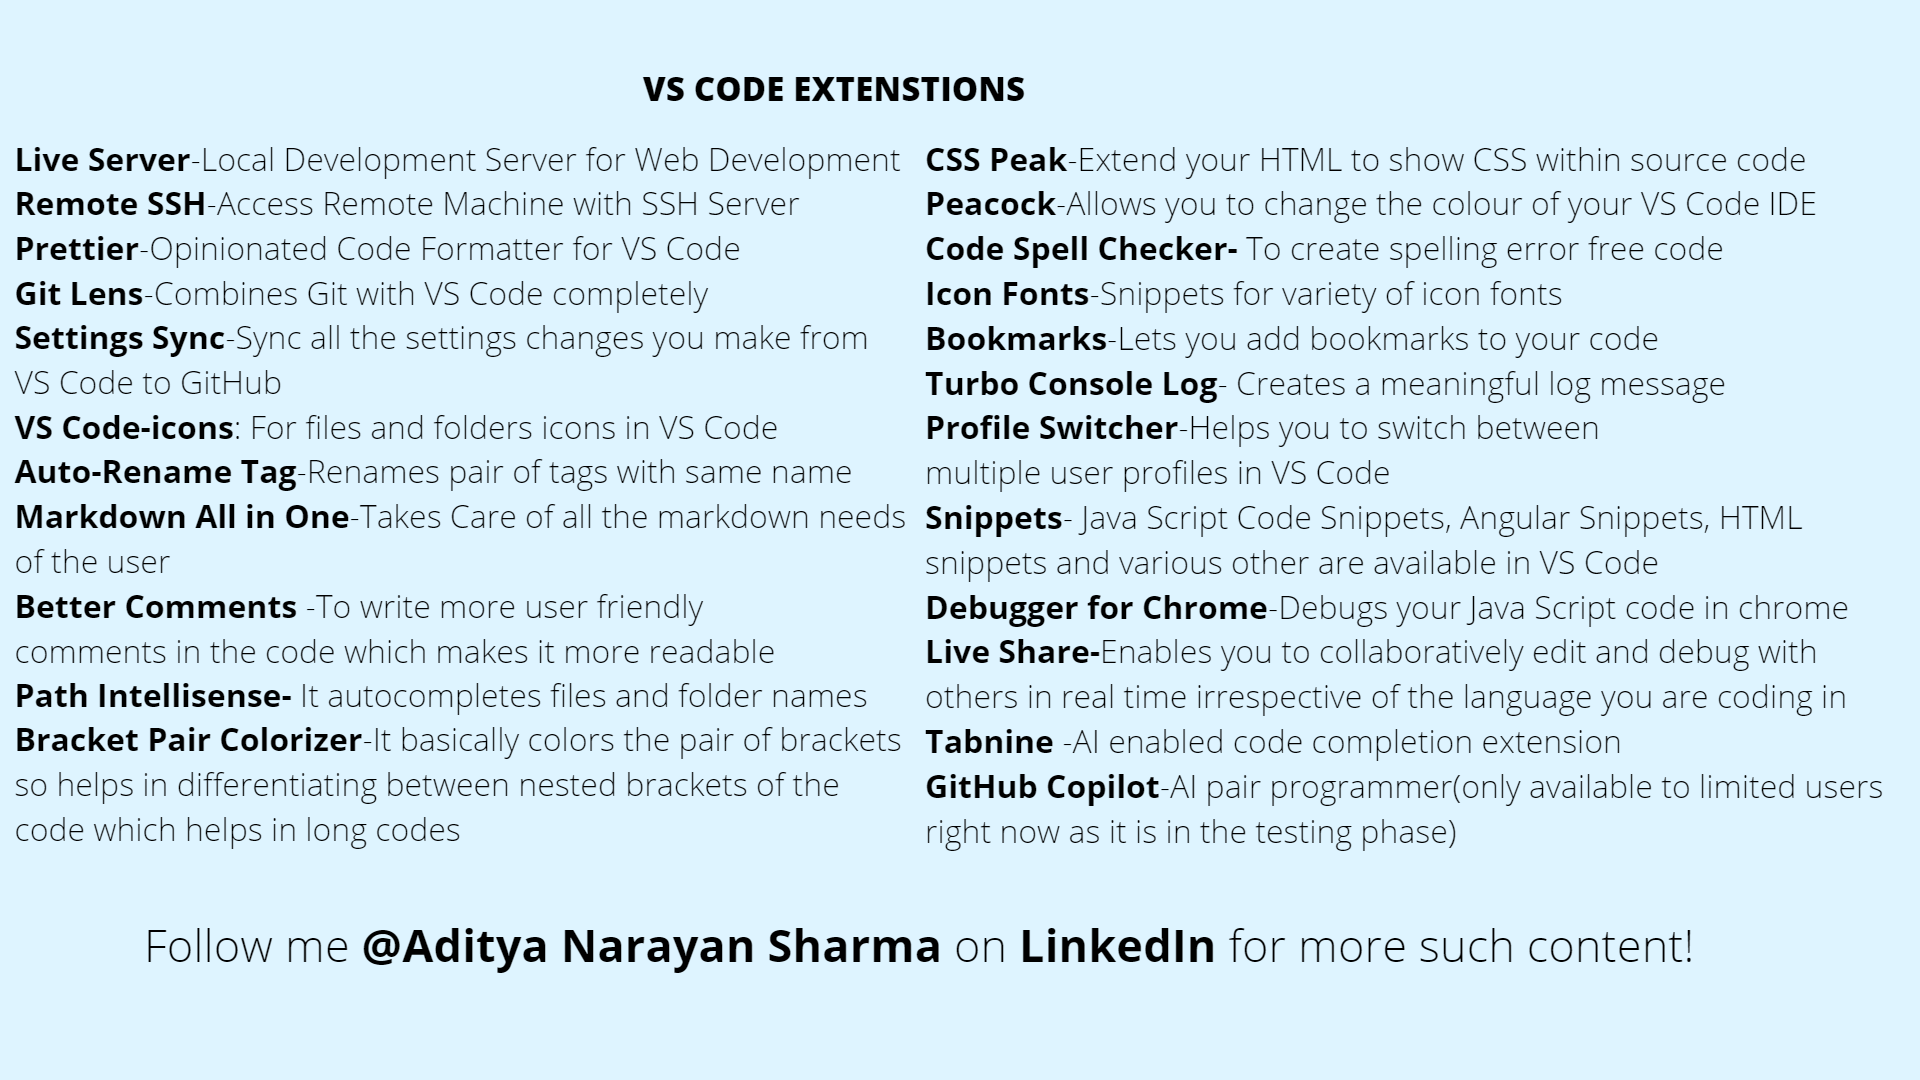 VS CODE EXTENSTIONS
Live Server-Local Development Server for Web Development
Remote SSH-Access Remote Machine with SSH Server
Prettier-Opinionated Code Formatter for VS Code
Git Lens-Combines Git with VS Code completely
Settings Sync-Sync all the settings changes you make from
VS Code to GitHub
VS Code-icons: For files and folders icons in VS Code
Auto-Rename Tag-Renames pair of tags with same name
Markdown All in One-Takes Care of all the markdown needs
of the user
Better Comments -To write more user friendly
comments in the code which makes it more readable
Path Intellisense- It autocompletes files and folder names
Bracket Pair Colorizer-It basically colors the pair of brackets
so helps in differentiating between nested brackets of the
code which helps in long codes
CSS Peak-Extend your HTML to show CSS within source code
Peacock-Allows you to change the colour of your VS Code IDE
Code Spell Checker- To create spelling error free code
Icon Fonts-Snippets for variety of icon fonts
Bookmarks-Lets you add bookmarks to your code
Turbo Console Log- Creates a meaningful log message
Profile Switcher-Helps you to switch between
multiple user profiles in VS Code
Snippets- Java Script Code Snippets, Angular Snippets, HTML
snippets and various other are available in VS Code
Debugger for Chrome-Debugs your Java Script code in chrome
Live Share-Enables you to collaboratively edit and debug with
others in real time irrespective of the language you are coding in
Tabnine -AI enabled code completion extension
GitHub Copilot-AI pair programmer(only available to limited users
right now as it is in the testing phase)
Follow me @Aditya Narayan Sharma on LinkedIn for more such content!